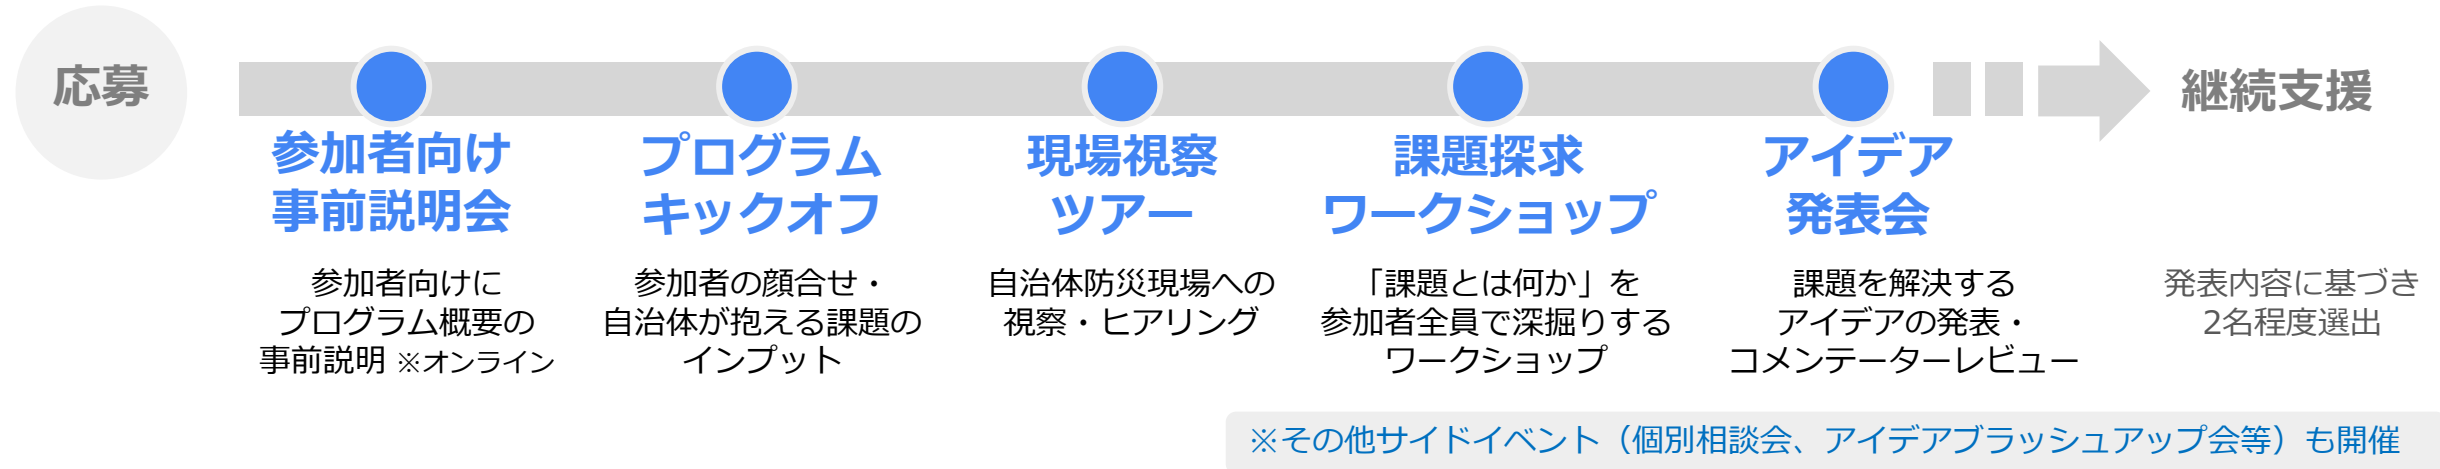 応募
参加者向け
事前説明会
参加者向けに
プログラム概要の
事前説明 ※オンライン
プログラム
キックオフ
参加者の顔合せ・
自治体が抱える課題の
インプット
現場視察
ツアー
自治体防災現場への
視察・ヒアリング
課題探求
ワークショップ
「課題とは何か」を
参加者全員で深掘りする
ワークショップ
アイデア
発表会
課題を解決する
アイデアの発表・
コメンテーターレビュー
継続支援
発表内容に基づき
2名程度選出
※その他サイドイベント（個別相談会、アイデアブラッシュアップ会等）も開催